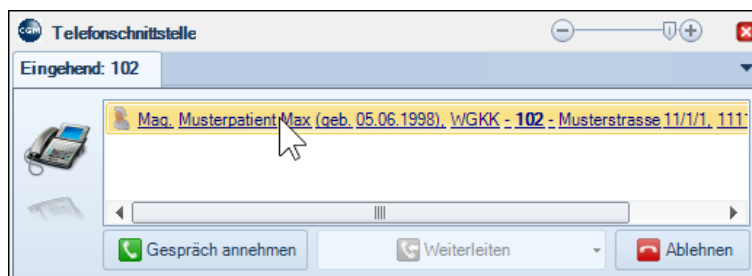 CGM Telefonschnittstelle
Eingehend: 102
Mag. Musterpatient Max (geb. 05.06.1998), WGKK - 102 - Musterstrasse 11/1/1, 111
Gespräch annehmen Weiterleiten Ablehnen